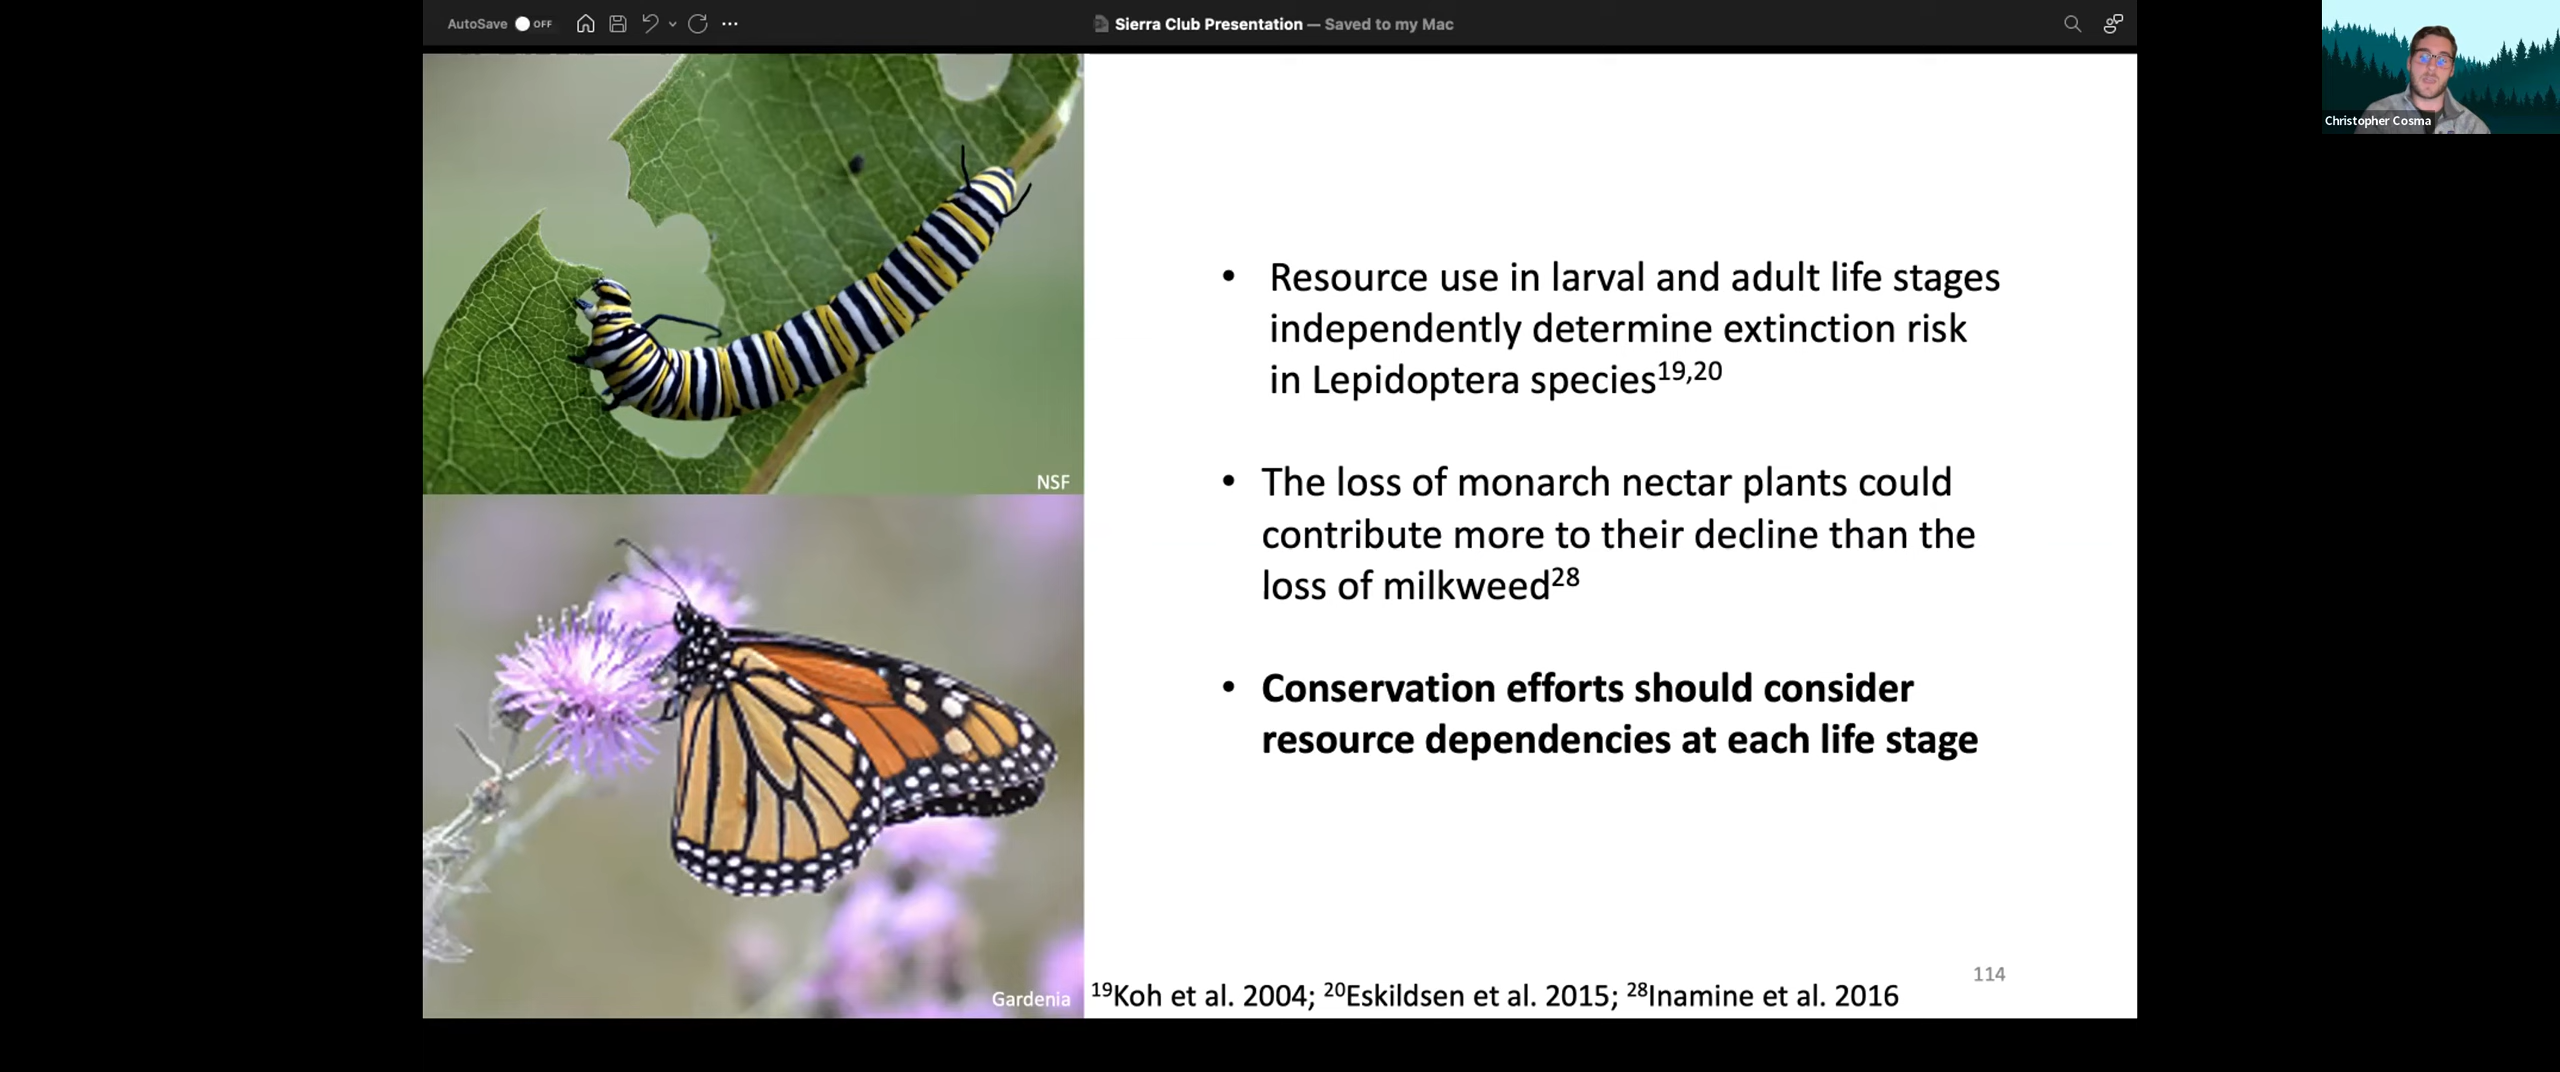 AutoSave OFF
Sierra Club Presentation — Saved to my Mac
Christopher Cosma
NSF
Gardenia
• Resource use in larval and adult life stages
independently determine extinction risk
in Lepidoptera species19,20
• The loss of monarch nectar plants could
contribute more to their decline than the
loss of milkweed28
• Conservation efforts should consider
resource dependencies at each life stage
114
19Koh et al. 2004; 20Eskildsen et al. 2015; 28Inamine et al. 2016